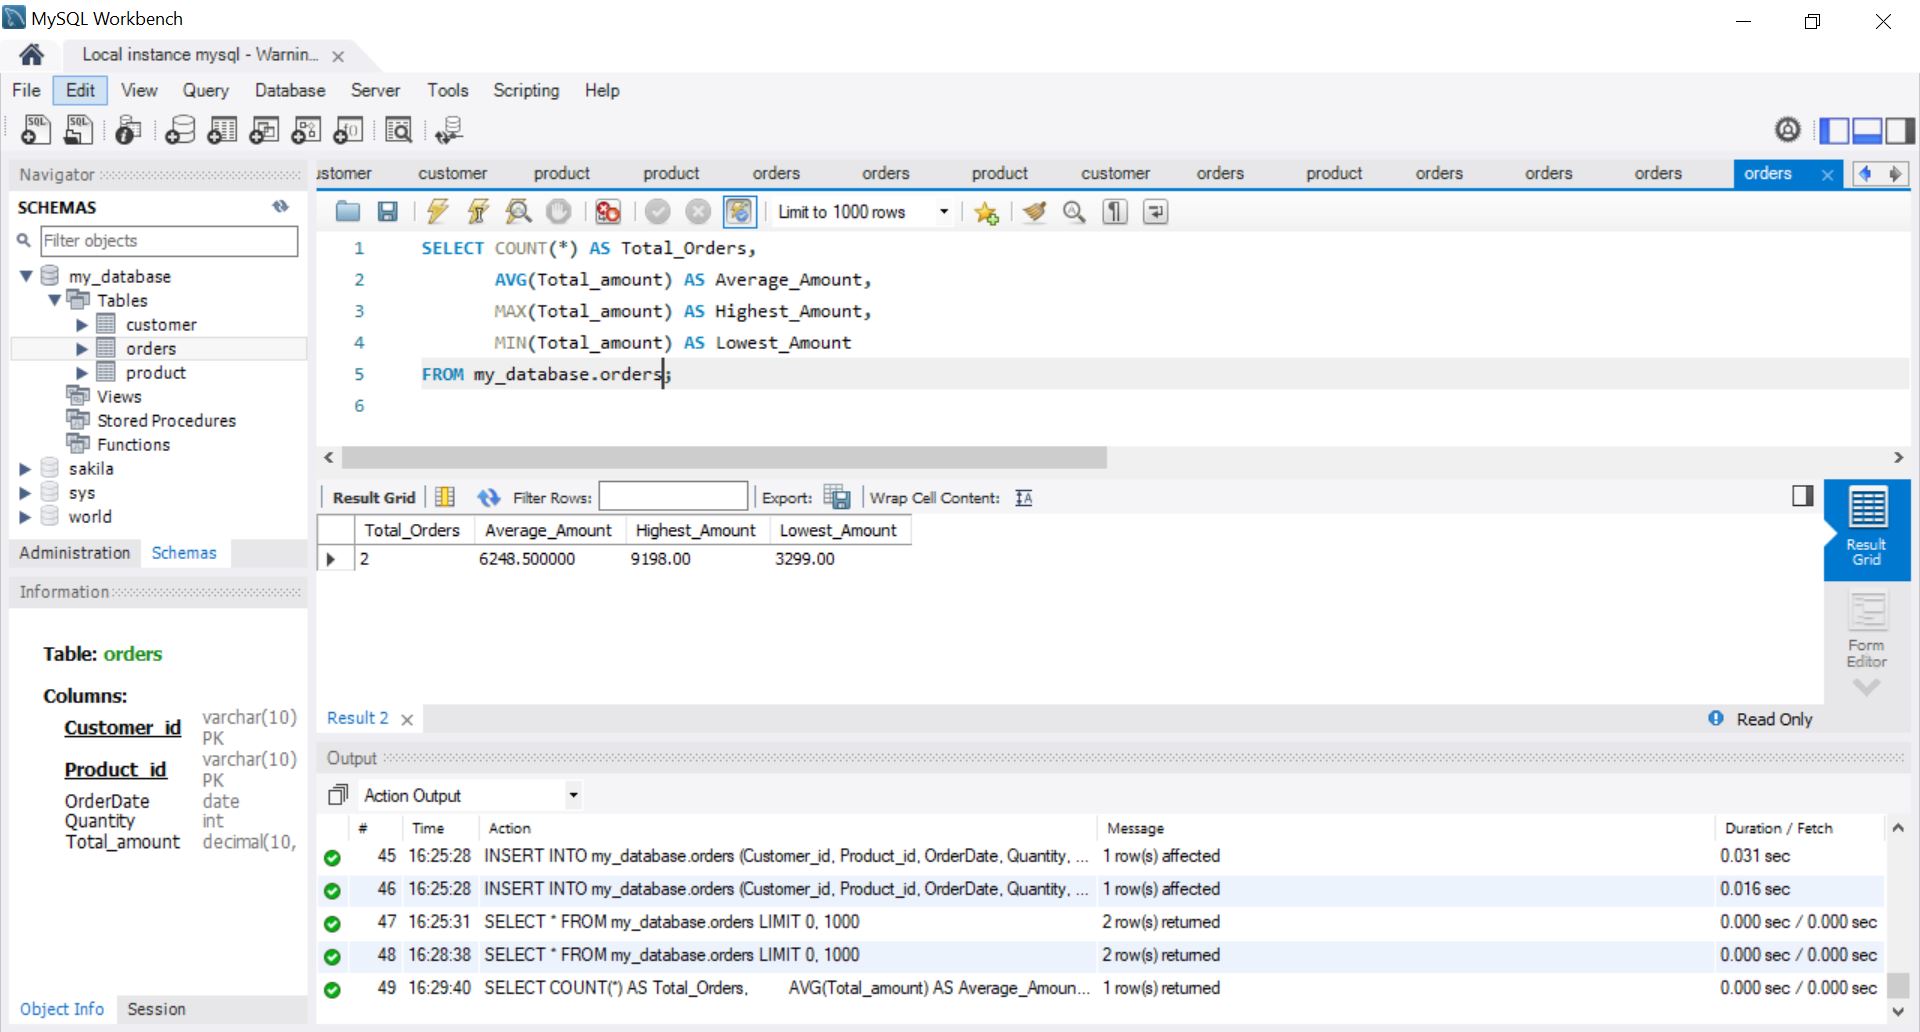 MySQL Workbench
Local instance mysql - Warnin...
File Edit View Query Database Server Tools Scripting Help
Navigator
SCHEMAS
Filter objects
my_database
Tables
customer
orders
product
Views
Stored Procedures
Functions
sakila
sys
world
Administration Schemas
Information
Table: orders
Columns:
Customer_id varchar(10) PK
Product_id varchar(10) PK
OrderDate date
Quantity int
Total_amount decimal(10,
Object Info Session
ustomer customer product product orders orders product customer orders product orders orders orders orders
Limit to 1000 rows
1 SELECT COUNT(*) AS Total_Orders,
2 AVG(Total_amount) AS Average_Amount,
3 MAX(Total_amount) AS Highest_Amount,
4 MIN(Total_amount) AS Lowest_Amount
5 FROM my_database.orders;
6
Result Grid Filter Rows: Export: Wrap Cell Content:
Total_Orders Average_Amount Highest_Amount Lowest_Amount
2 6248.500000 9198.00 3299.00
Result Grid
Form Editor
Result 2
Read Only
Output
Action Output
# Time Action Message Duration / Fetch
45 16:25:28 INSERT INTO my_database.orders (Customer_id, Product_id, OrderDate, Quantity, ... 1 row(s) affected 0.031 sec
46 16:25:28 INSERT INTO my_database.orders (Customer_id, Product_id, OrderDate, Quantity, ... 1 row(s) affected 0.016 sec
47 16:25:31 SELECT * FROM my_database.orders LIMIT 0, 1000 2 row(s) returned 0.000 sec / 0.000 sec
48 16:28:38 SELECT * FROM my_database.orders LIMIT 0, 1000 2 row(s) returned 0.000 sec / 0.000 sec
49 16:29:40 SELECT COUNT(*) AS Total_Orders, AVG(Total_amount) AS Average_Amoun... 1 row(s) returned 0.000 sec / 0.000 sec